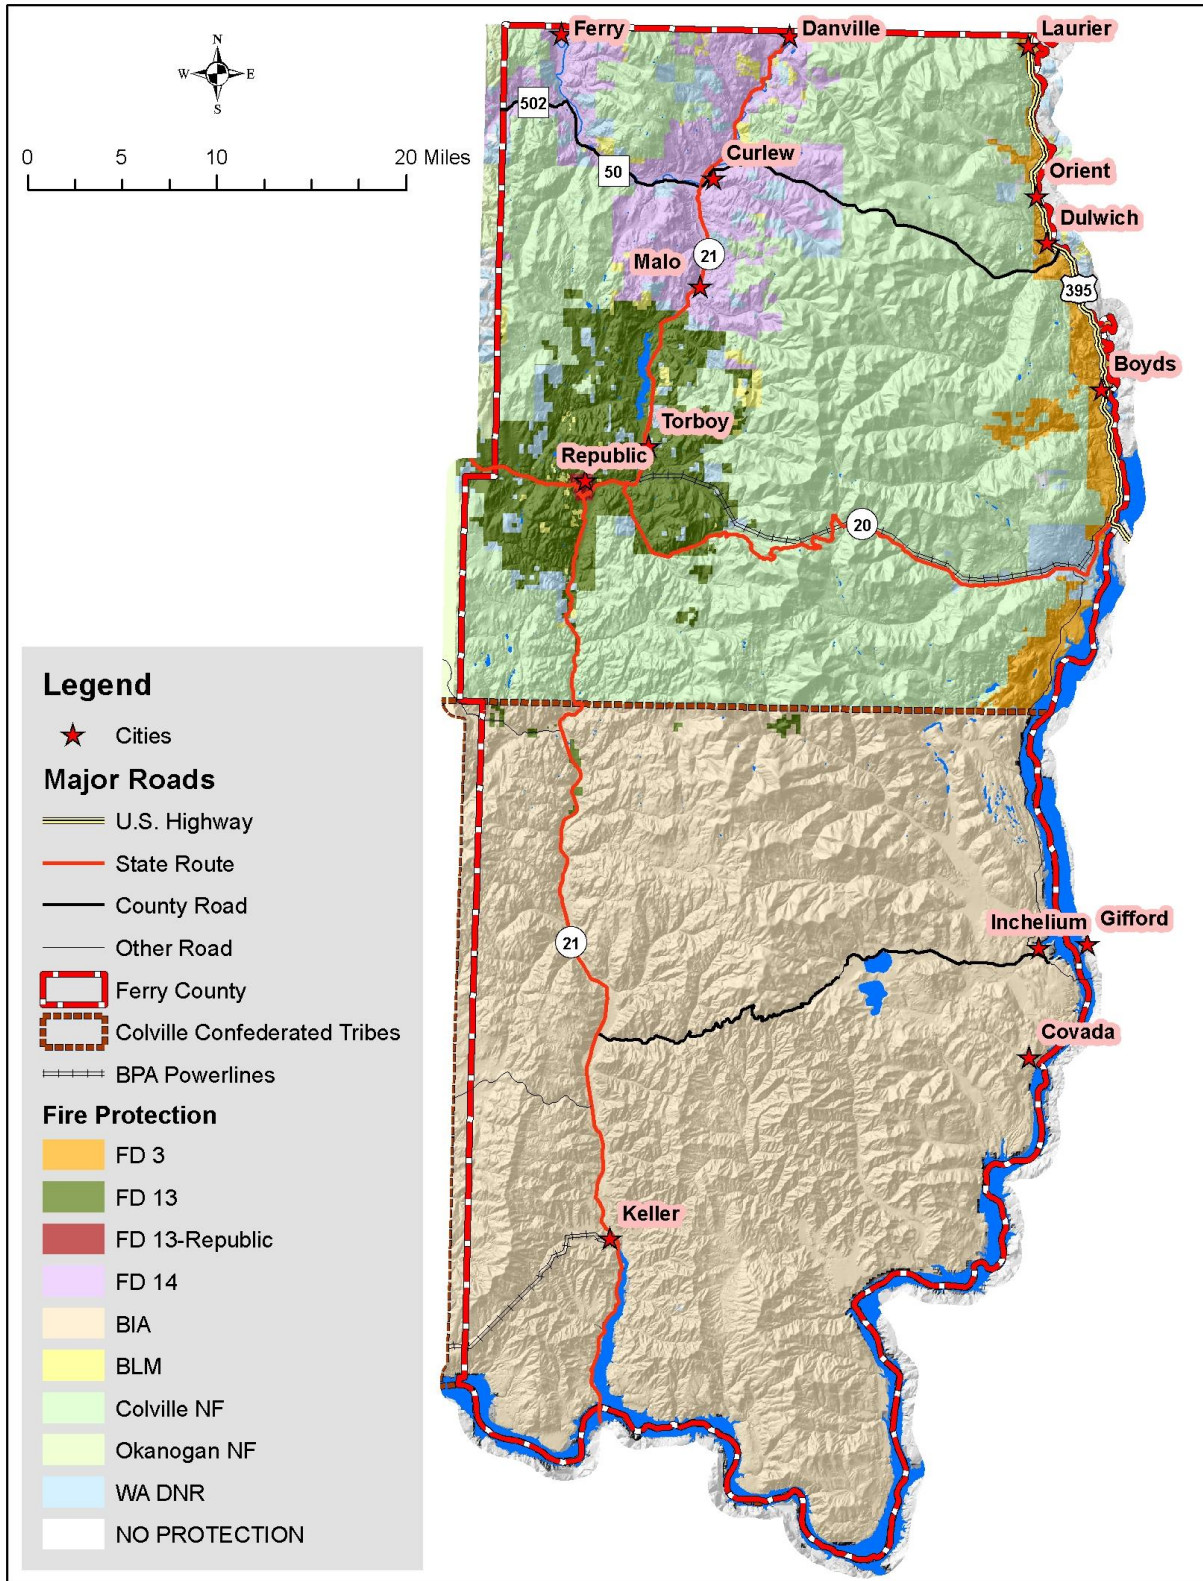 N
W E
S
0 5 10 20 Miles
Ferry
Danville
Laurier
502
50
Curlew
Orient
Dulwich
21
Malo
395
Boyds
Torboy
Republic
20
Legend
Cities
Major Roads
U.S. Highway
State Route
County Road
Other Road
Ferry County
Colville Confederated Tribes
BPA Powerlines
Fire Protection
FD 3
FD 13
FD 13-Republic
FD 14
BIA
BLM
Colville NF
Okanogan NF
WA DNR
NO PROTECTION
21
Inchelium
Gifford
Covada
Keller